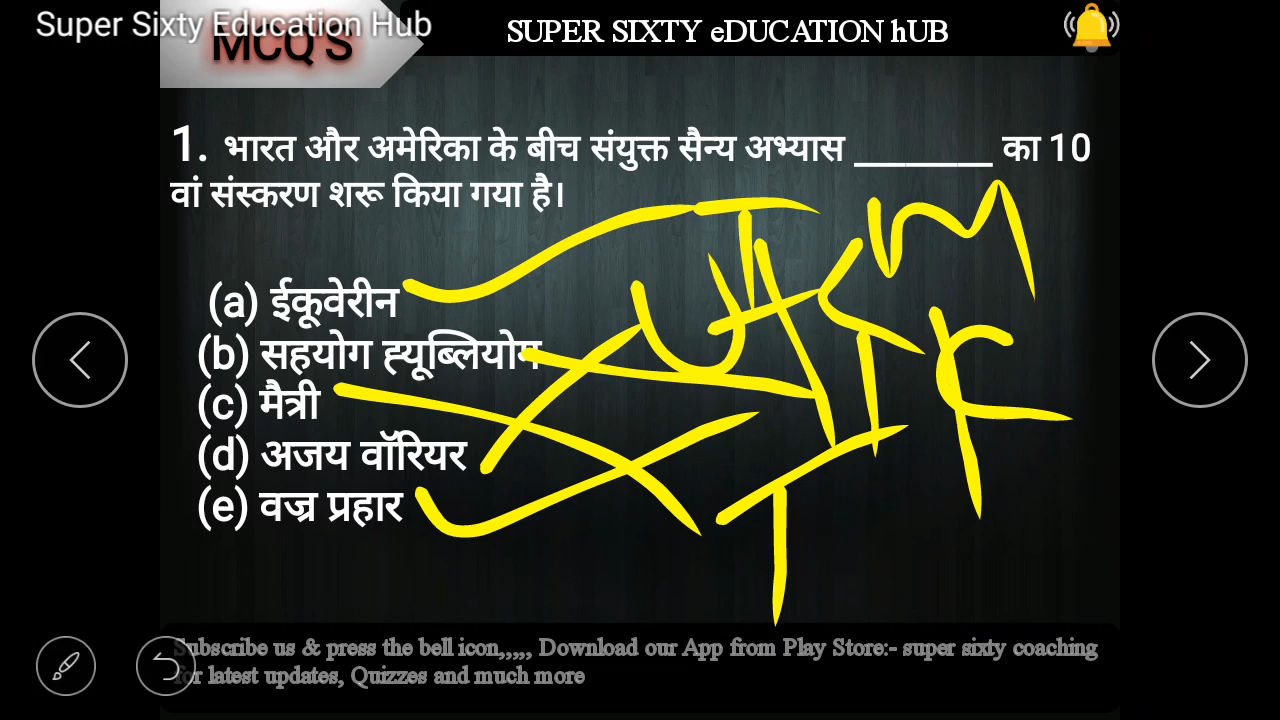 Super Sixty Education Hub
MCQ'S
SUPER SIXTY eDUCATION hUB
1. भारत और अमेरिका के बीच संयुक्त सैन्य अभ्यास _______ का 10
वां संस्करण शरू किया गया है।
(a) ईकूवेरीन
(b) सहयोग ह्यूब्लियोन
(c) मैत्री
(d) अजय वॉरियर
(e) वज्र प्रहार
Subscribe us & press the bell icon,,,,, Download our App from Play Store:- super sixty coaching
for latest updates, Quizzes and much more